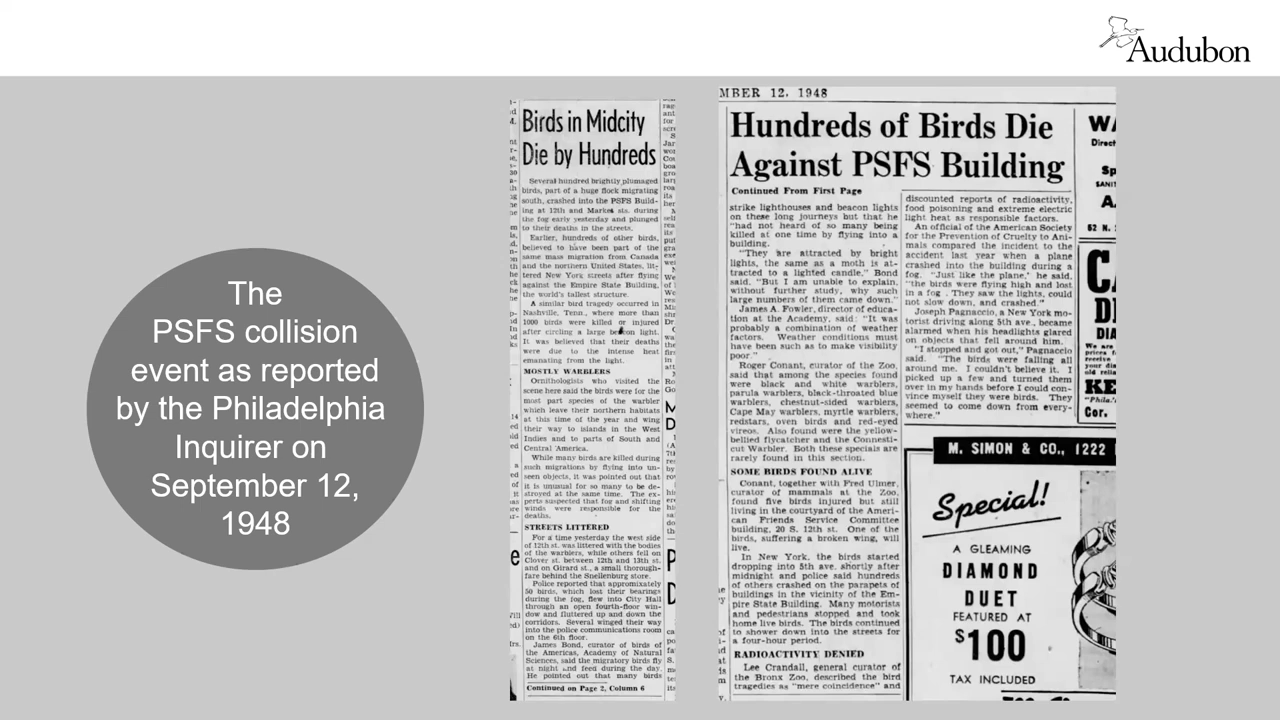 Audubon
The
PSFS collision
event as reported
by the Philadelphia
Inquirer on
September 12,
1948
Birds in Midcity
Die by Hundreds
Several hundred brightly plumaged
birds, part of a huge flock migrating
south, crashed into the PSFS Build-
ing at 12th and Market sts. during
the fog early yesterday and plunged
to their deaths in the streets.
Earlier, hundreds of other birds,
believed to have been part of the
same mass migration from Canada
and the northern United States, lit-
tered New York streets after flying
against the Empire State Building,
the world's tallest structure.
A similar bird tragedy occurred in
Nashville, Tenn., where more than
1000 birds were killed or injured
after circling a large beacon light.
It was believed that their deaths
were due to the intense heat
emanating from the light.
MOSTLY WARBLERS
Ornithologists who visited the
scene here said the birds were for the
most part species of the warbler
which leave their northern habitats
at this time of the year and wing
their way to islands in the West
Indies and to parts of South and
Central America.
While many birds are killed during
such migrations by flying into un-
seen objects, it was pointed out that
it is unusual for so many to be de-
stroyed at the same time. The ex-
perts suspected that fog and shifting
winds were responsible for the
deaths.
STREETS LITTERED
For a time yesterday the west side
of 12th st. was littered with the bodies
of the warblers, while others fell on
Clover st. between 12th and 13th st.
and on Girard st., a small thorough-
fare behind the Snellenburg store.
Police reported that approximately
50 birds, which lost their bearings
during the fog, flew into City Hall
through an open fourth-floor win-
dow and fluttered up and down the
corridors. Several winged their way
into the police communications room
on the 6th floor.
James Bond, curator of birds of
the Americas, Academy of Natural
Sciences, said the migratory birds fly
at night and feed during the day.
He pointed out that many birds
Continued on Page 2, Column 6
MBER 12, 1948
Hundreds of Birds Die
Against PSFS Building
Continued From First Page
strike lighthouses and beacon lights
on these long journeys but that he
"had not heard of so many being
killed at one time by flying into a
building.
"They are attracted by bright
lights, the same as a moth is at-
tracted to a lighted candle," Bond
said. "But I am unable to explain,
without further study, why such
large numbers of them came down."
James A. Fowler, director of educa-
tion at the Academy, said: "It was
probably a combination of weather
factors. Weather conditions must
have been such as to make visibility
poor."
Roger Conant, curator of the Zoo,
said that among the species found
were black and white warblers,
parula warblers, black-throated blue
warblers, chestnut-sided warblers,
Cape May warblers, myrtle warblers,
redstars, oven birds and red-eyed
vireos. Also found were the yellow-
bellied flycatcher and the Connesti-
cut Warbler. Both these specials are
rarely found in this section.
SOME BIRDS FOUND ALIVE
Conant, together with Fred Ulmer,
curator of mammals at the Zoo,
found five birds injured but still
living in the courtyard of the Ameri-
can Friends Service Committee
building, 20 S. 12th st. One of the
birds, suffering a broken wing, will
live.
In New York, the birds started
dropping into 5th ave. shortly after
midnight and police said hundreds
of others crashed on the parapets of
buildings in the vicinity of the Em-
pire State Building. Many motorists
and pedestrians stopped and took
home live birds. The birds continued
to shower down into the streets for
a four-hour period.
RADIOACTIVITY DENIED
Lee Crandall, general curator of
the Bronx Zoo, described the bird
tragedies as "mere coincidence" and
discounted reports of radioactivity,
food poisoning and extreme electric
light heat as responsible factors.
An official of the American Society
for the Prevention of Cruelty to Ani-
mals compared the incident to the
accident last year when a plane
crashed into the building during a
fog. "Just like the plane," he said,
"the birds were flying high and lost
in a fog. They saw the lights, could
not slow down, and crashed."
Joseph Pagnaccio, a New York mo-
torist driving along 5th ave., became
alarmed when his headlights glared
on objects that fell around him.
"I stopped and got out," Pagnaccio
said. "The birds were falling all
around me. I couldn't believe it. I
picked up a few and turned them
over in my hands before I could con-
vince myself they were birds. They
seemed to come down from every-
where."
M. SIMON & CO., 1222
Special!
A GLEAMING
DIAMOND
DUET
FEATURED AT
$100
TAX INCLUDED